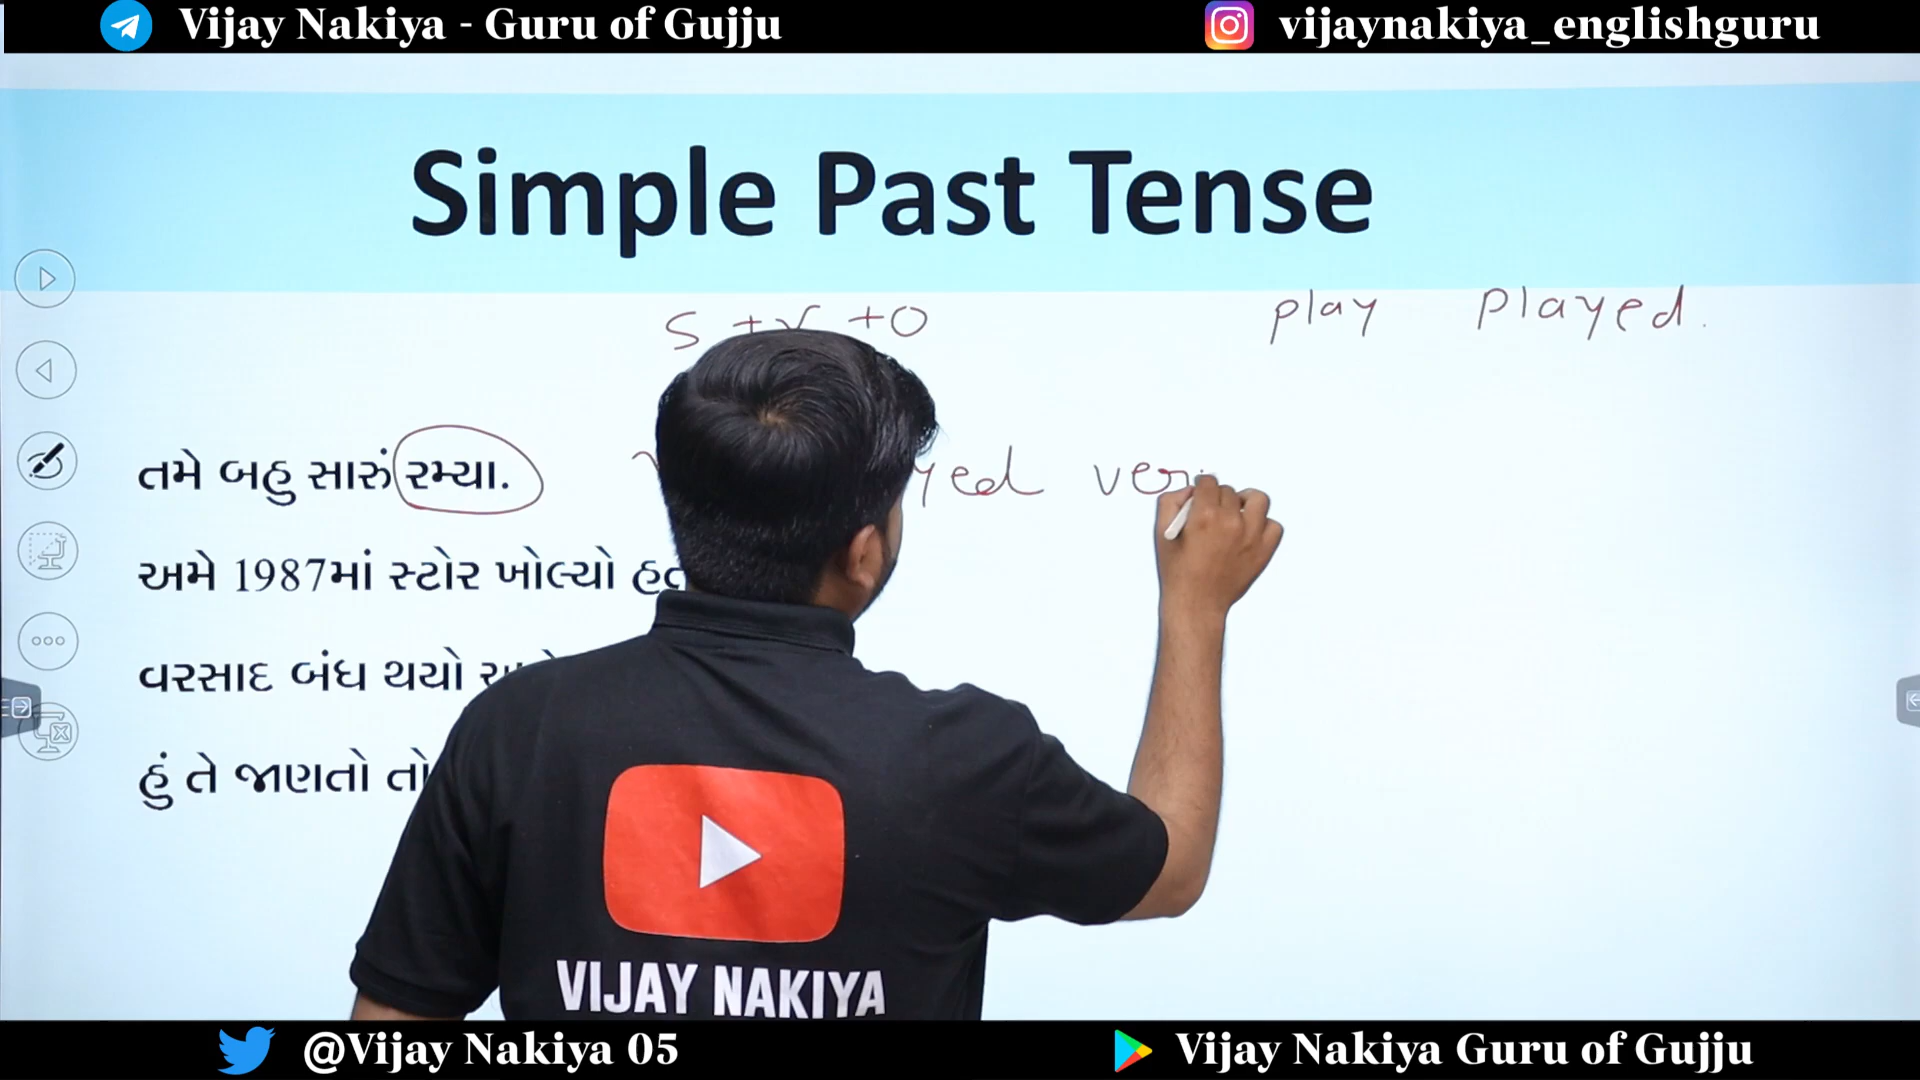 Vijay Nakiya - Guru of Gujju
vijaynakiya_englishguru
Simple Past Tense
S + v + O
play played.
તમે બહુ સારું રમ્યા.
very
અમે 1987માં સ્ટોર ખોલ્યો
વરસાદ બંધ થયો
હું તે જાણતો તો
VIJAY NAKIYA
@Vijay Nakiya 05
Vijay Nakiya Guru of Gujju